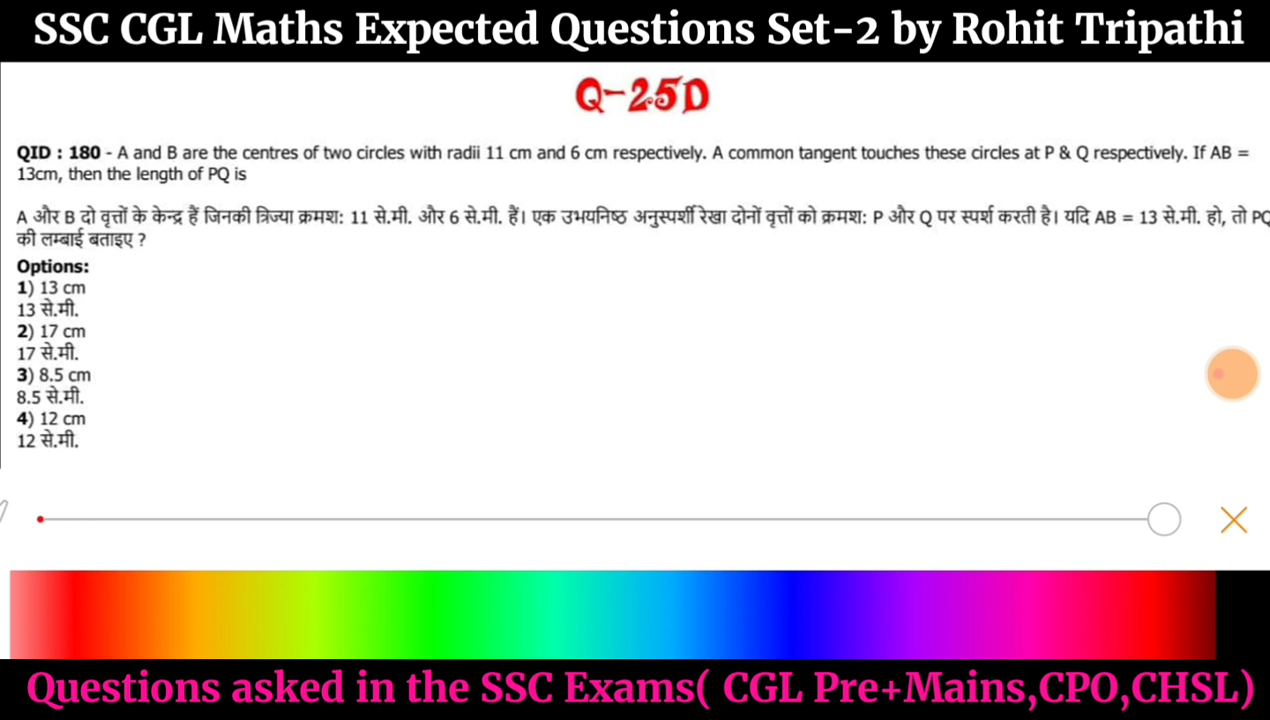 SSC CGL Maths Expected Questions Set-2 by Rohit Tripathi
Q-25D
QID : 180 - A and B are the centres of two circles with radii 11 cm and 6 cm respectively. A common tangent touches these circles at P & Q respectively. If AB =
13cm, then the length of PQ is
A और B दो वृत्तों के केन्द्र हैं जिनकी त्रिज्या क्रमशः 11 से.मी. और 6 से.मी. हैं। एक उभयनिष्ठ अनुस्पर्शी रेखा दोनों वृत्तों को क्रमशः P और Q पर स्पर्श करती है। यदि AB = 13 से.मी. हो, तो PQ
की लम्बाई बताइए ?
Options:
1) 13 cm
13 से.मी.
2) 17 cm
17 से.मी.
3) 8.5 cm
8.5 से.मी.
4) 12 cm
12 से.मी.
Questions asked in the SSC Exams( CGL Pre+Mains,CPO,CHSL)